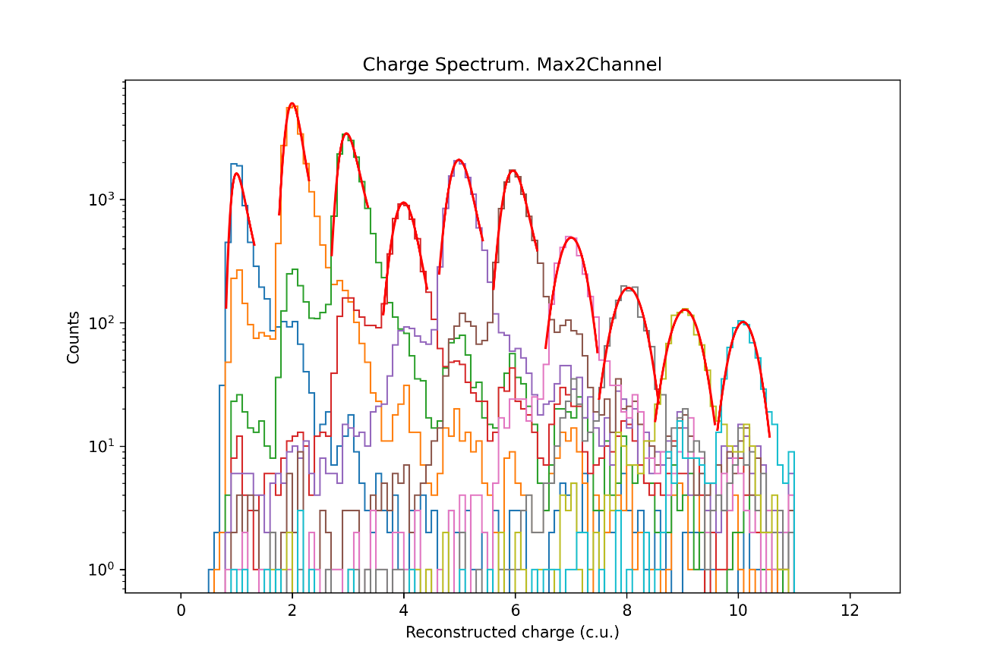 Charge Spectrum. Max2Channel
Counts
10³
10²
10¹
10⁰
0 2 4 6 8 10 12
Reconstructed charge (c.u.)